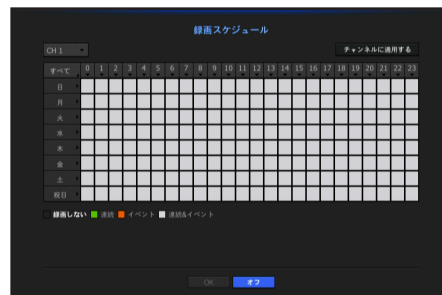 録画スケジュール
CH 1 チャンネルに適用する
すべて 0 1 2 3 4 5 6 7 8 9 10 11 12 13 14 15 16 17 18 19 20 21 22 23
日
月
火
水
木
金
土
祝日
録画しない 連続 イベント 連続&イベント
OK オフ